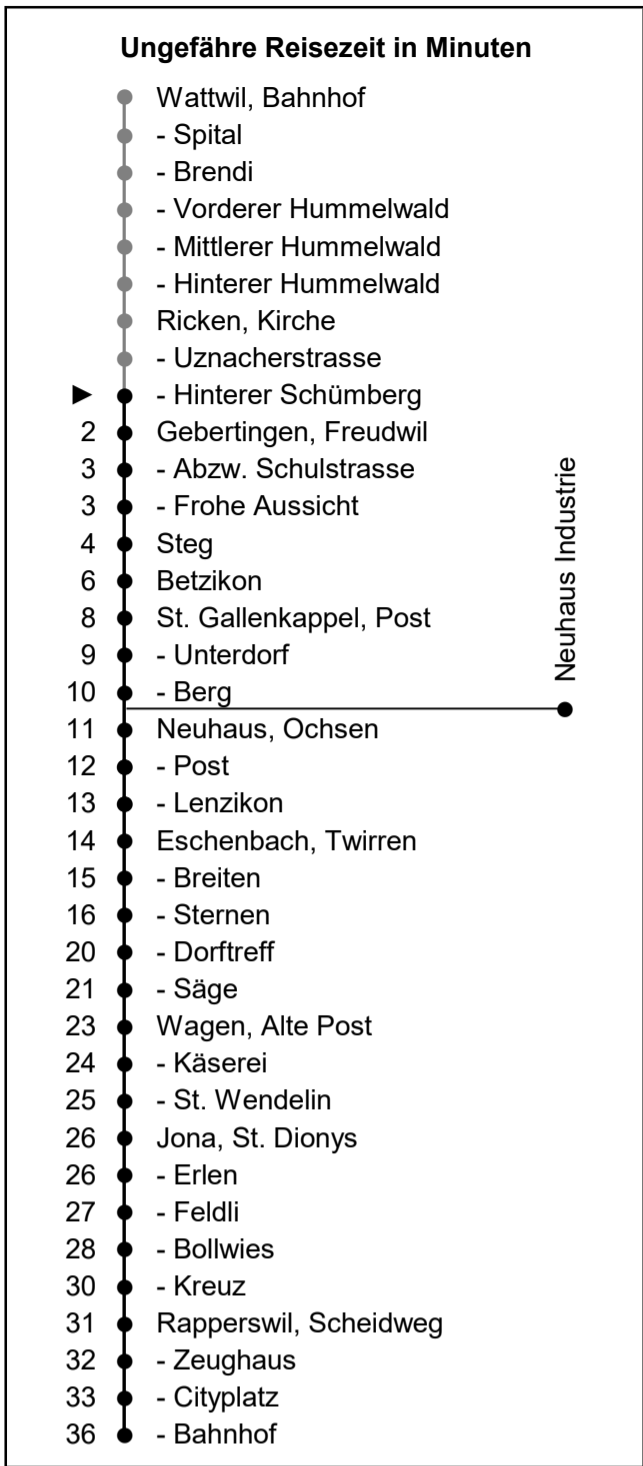 Ungefähre Reisezeit in Minuten
Wattwil, Bahnhof
- Spital
- Brendi
- Vorderer Hummelwald
- Mittlerer Hummelwald
- Hinterer Hummelwald
Ricken, Kirche
- Uznacherstrasse
► - Hinterer Schümberg
2 Gebertingen, Freudwil
3 - Abzw. Schulstrasse
3 - Frohe Aussicht
4 Steg
6 Betzikon
8 St. Gallenkappel, Post
9 - Unterdorf
10 - Berg
Neuhaus Industrie
11 Neuhaus, Ochsen
12 - Post
13 - Lenzikon
14 Eschenbach, Twirren
15 - Breiten
16 - Sternen
20 - Dorftreff
21 - Säge
23 Wagen, Alte Post
24 - Käserei
25 - St. Wendelin
26 Jona, St. Dionys
26 - Erlen
27 - Feldli
28 - Bollwies
30 - Kreuz
31 Rapperswil, Scheidweg
32 - Zeughaus
33 - Cityplatz
36 - Bahnhof